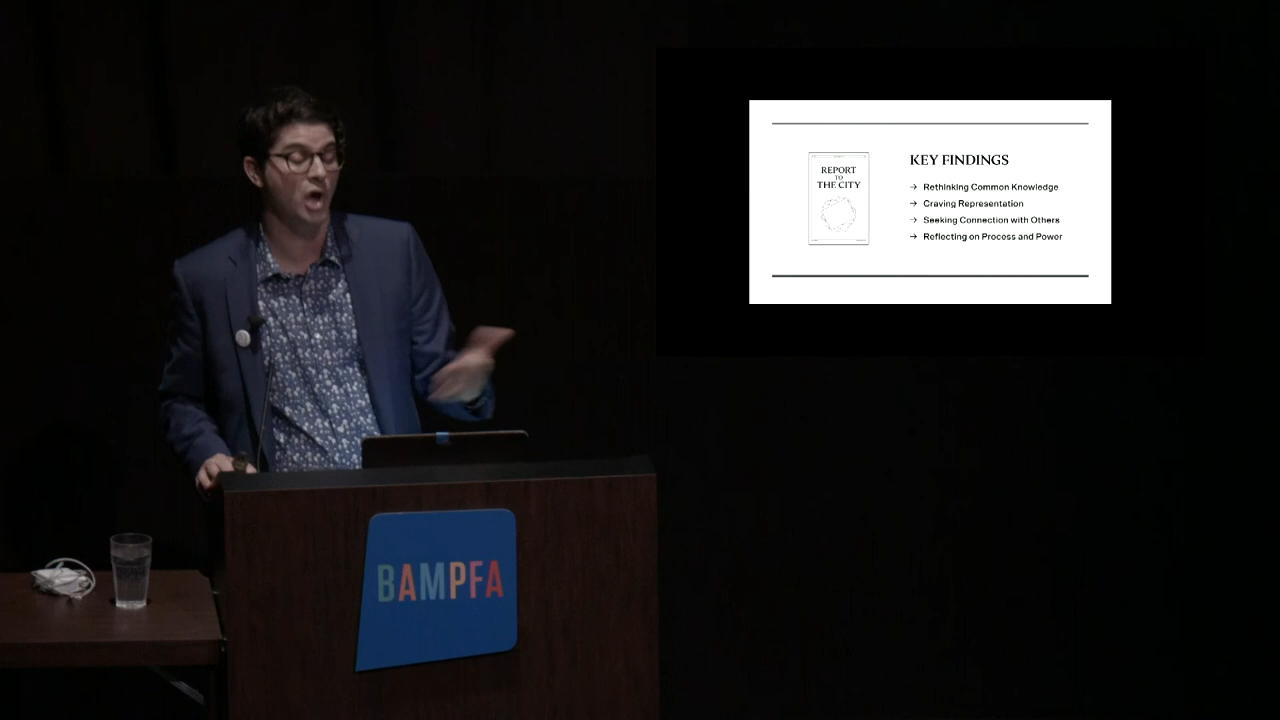 REPORT
TO
THE CITY
KEY FINDINGS
→ Rethinking Common Knowledge
→ Craving Representation
→ Seeking Connection with Others
→ Reflecting on Process and Power
BAMPFA